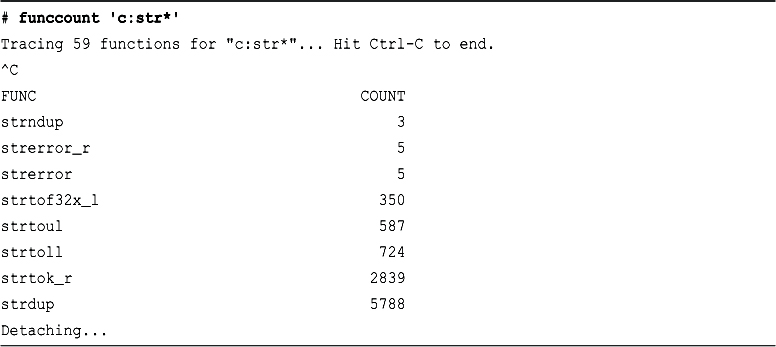 # funccount 'c:str*'
Tracing 59 functions for "c:str*"... Hit Ctrl-C to end.
^C
FUNC COUNT
strndup 3
strerror_r 5
strerror 5
strtof32x_l 350
strtoul 587
strtoll 724
strtok_r 2839
strdup 5788
Detaching...